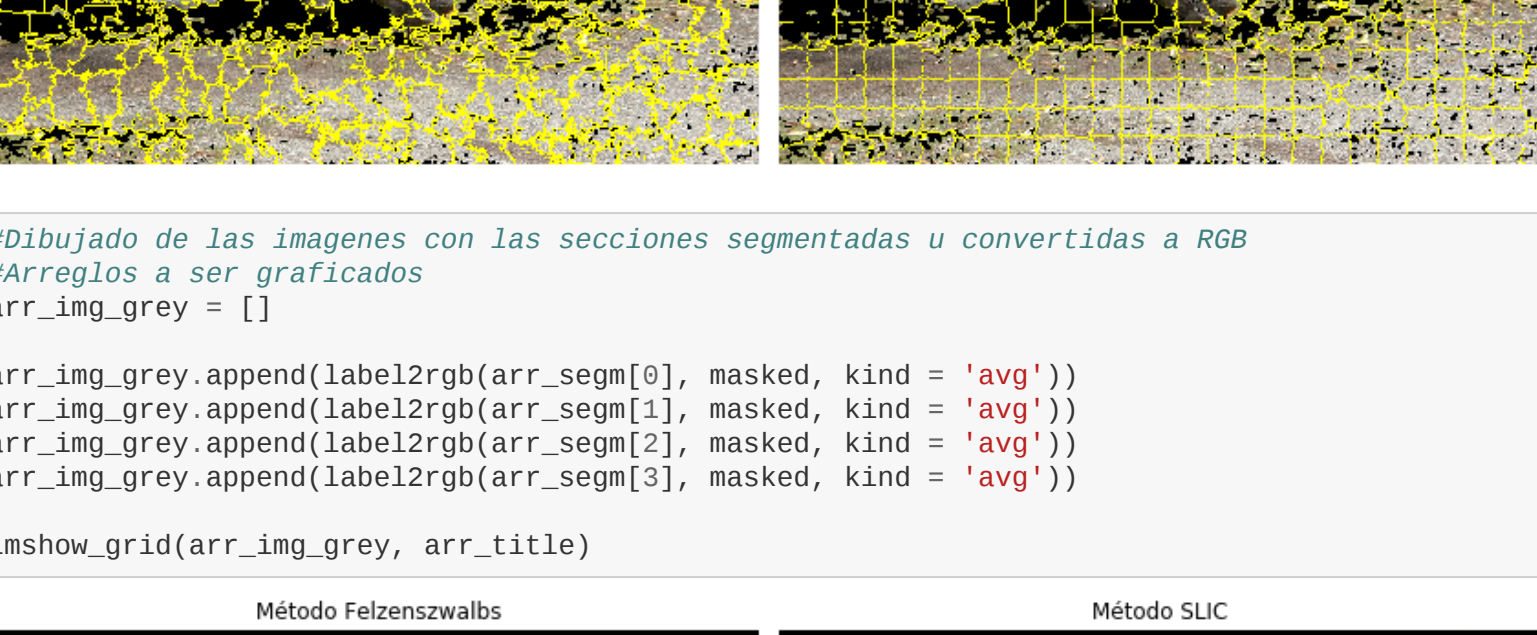 #Dibujado de las imagenes con las secciones segmentadas u convertidas a RGB
#Arreglos a ser graficados
arr_img_grey = []
arr_img_grey.append(label2rgb(arr_segm[0], masked, kind = 'avg'))
arr_img_grey.append(label2rgb(arr_segm[1], masked, kind = 'avg'))
arr_img_grey.append(label2rgb(arr_segm[2], masked, kind = 'avg'))
arr_img_grey.append(label2rgb(arr_segm[3], masked, kind = 'avg'))
imshow_grid(arr_img_grey, arr_title)
Método Felzenszwalbs
Método SLIC